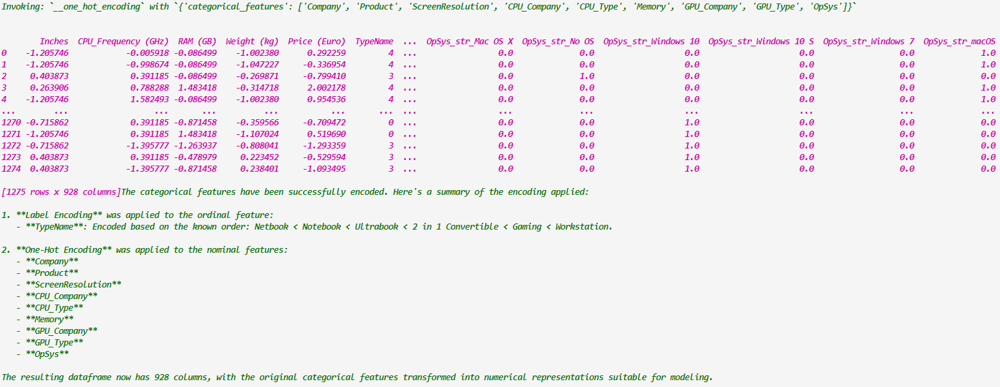 Invoking: `__one_hot_encoding` with `{'categorical_features': ['Company', 'Product', 'ScreenResolution', 'CPU_Company', 'CPU_Type', 'Memory', 'GPU_Company', 'GPU_Type', 'OpSys']}`
Inches CPU_Frequency (GHz) RAM (GB) Weight (kg) Price (Euro) TypeName ... OpSys_str_Mac OS X OpSys_str_No OS OpSys_str_Windows 10 OpSys_str_Windows 10 S OpSys_str_Windows 7 OpSys_str_macOS
0 -1.205746 -0.005918 -0.086499 -1.002380 0.292259 4 ... 0.0 0.0 0.0 0.0 0.0 1.0
1 -1.205746 -0.998674 -0.086499 -1.047227 -0.336954 4 ... 0.0 0.0 0.0 0.0 0.0 1.0
2 0.403873 0.391185 -0.086499 -0.269871 -0.799410 3 ... 0.0 1.0 0.0 0.0 0.0 0.0
3 0.263906 0.788288 1.483418 -0.314718 2.002178 4 ... 0.0 0.0 0.0 0.0 0.0 1.0
4 -1.205746 1.582493 -0.086499 -1.002380 0.954536 4 ... 0.0 0.0 0.0 0.0 0.0 1.0
... ... ... ... ... ... ... ... ... ... ... ... ... ...
1270 -0.715862 0.391185 -0.871458 -0.359566 -0.709472 0 ... 0.0 0.0 1.0 0.0 0.0 0.0
1271 -1.205746 0.391185 1.483418 -1.107024 0.519690 0 ... 0.0 0.0 1.0 0.0 0.0 0.0
1272 -0.715862 -1.395777 -1.263937 -0.808041 -1.293359 3 ... 0.0 0.0 1.0 0.0 0.0 0.0
1273 0.403873 0.391185 -0.478979 0.223452 -0.529594 3 ... 0.0 0.0 1.0 0.0 0.0 0.0
1274 0.403873 -1.395777 -0.871458 0.238401 -1.093495 3 ... 0.0 0.0 1.0 0.0 0.0 0.0
[1275 rows x 928 columns]The categorical features have been successfully encoded. Here's a summary of the encoding applied:
1. **Label Encoding** was applied to the ordinal feature:
- **TypeName**: Encoded based on the known order: Netbook < Notebook < Ultrabook < 2 in 1 Convertible < Gaming < Workstation.
2. **One-Hot Encoding** was applied to the nominal features:
- **Company**
- **Product**
- **ScreenResolution**
- **CPU_Company**
- **CPU_Type**
- **Memory**
- **GPU_Company**
- **GPU_Type**
- **OpSys**
The resulting dataframe now has 928 columns, with the original categorical features transformed into numerical representations suitable for modeling.